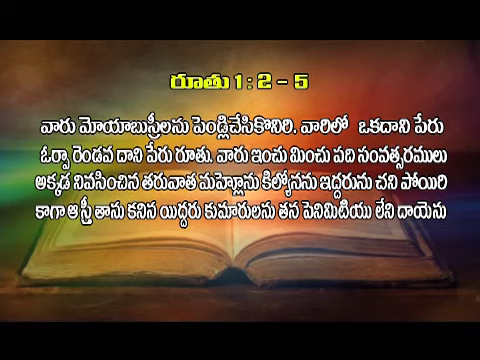 రూతు 1 : 2 - 5
వారు మోయాబుస్త్రీలను పెండ్లిచేసికొనిరి. వారిలో ఒకదాని పేరు
ఓర్పా రెండవ దాని పేరు రూతు. వారు ఇంచు మించు పది సంవత్సరములు
అక్కడ నివసించిన తరువాత మహ్లోను కిల్యోనను ఇద్దరును చని పోయిరి
కాగా ఆ స్త్రీ తాను కనిన యిద్దరు కుమారులను తన పెనిమిటియు లేని దాయెను